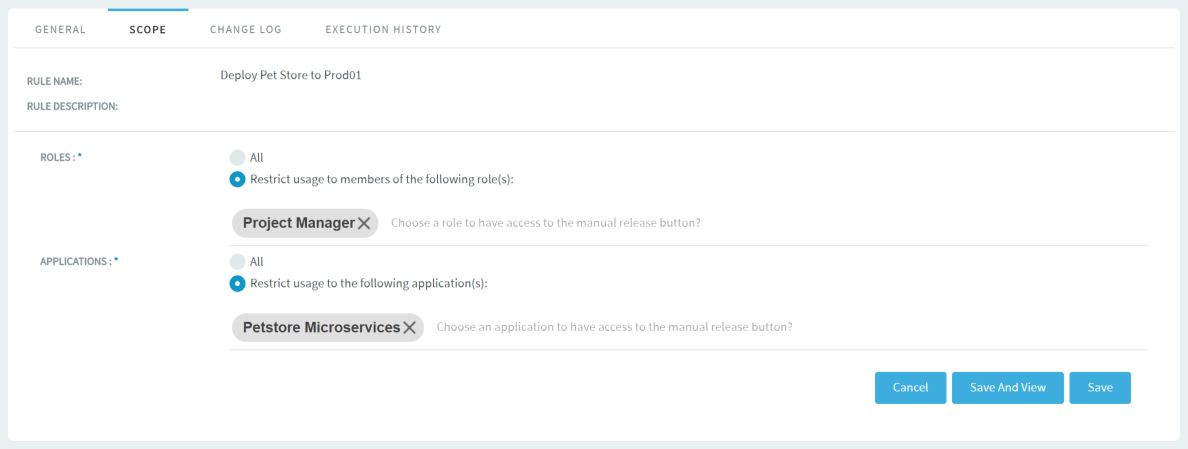 GENERAL SCOPE CHANGE LOG EXECUTION HISTORY
RULE NAME: Deploy Pet Store to Prod01
RULE DESCRIPTION:
ROLES : * All
Restrict usage to members of the following role(s):
Project Manager Choose a role to have access to the manual release button?
APPLICATIONS : * All
Restrict usage to the following application(s):
Petstore Microservices Choose an application to have access to the manual release button?
Cancel Save And View Save